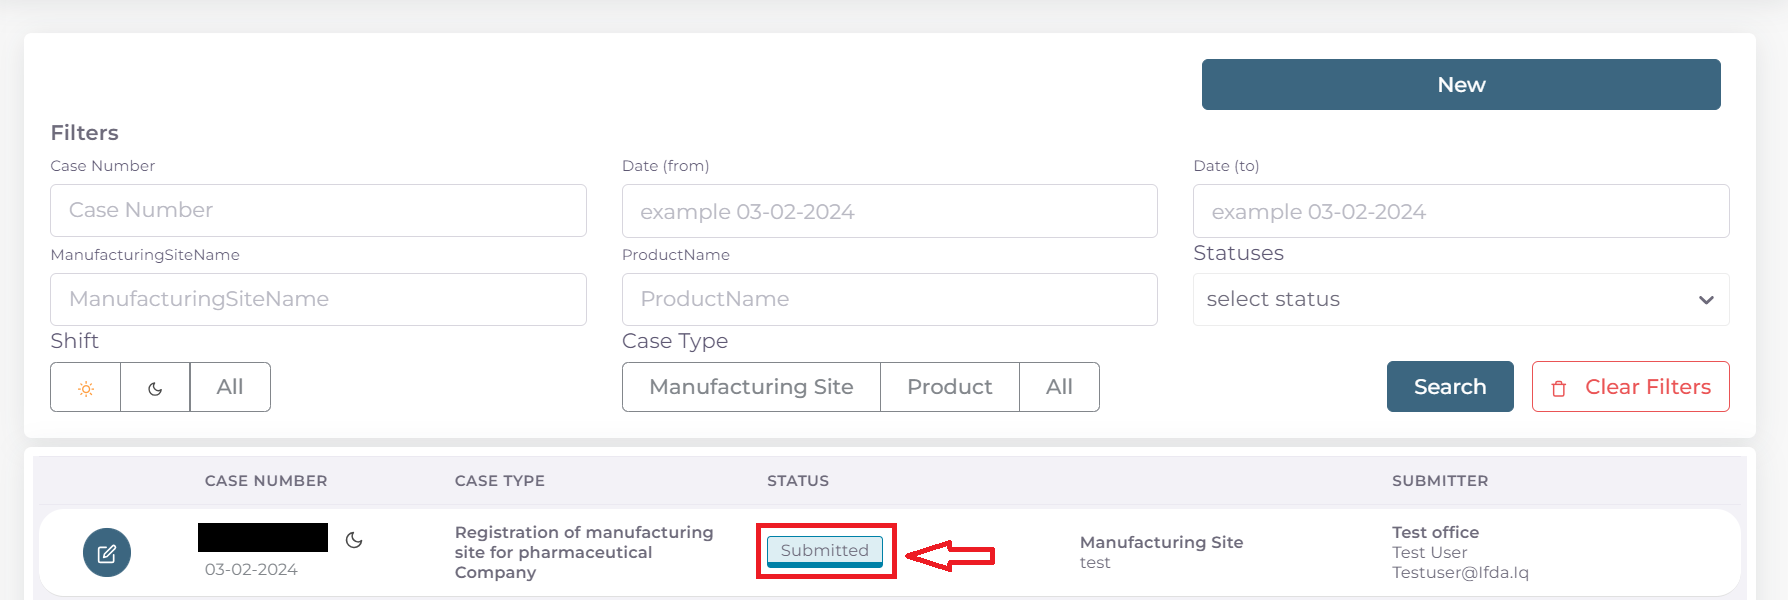 New
Filters
Case Number
Date (from)
Date (to)
Case Number
example 03-02-2024
example 03-02-2024
ManufacturingSiteName
ProductName
Statuses
ManufacturingSiteName
ProductName
select status
Shift
Case Type
All
Manufacturing Site
Product
All
Search
Clear Filters
CASE NUMBER
CASE TYPE
STATUS
SUBMITTER
03-02-2024
Registration of manufacturing
site for pharmaceutical
Company
Submitted
Manufacturing Site
test
Test office
Test User
Testuser@lfda.lq